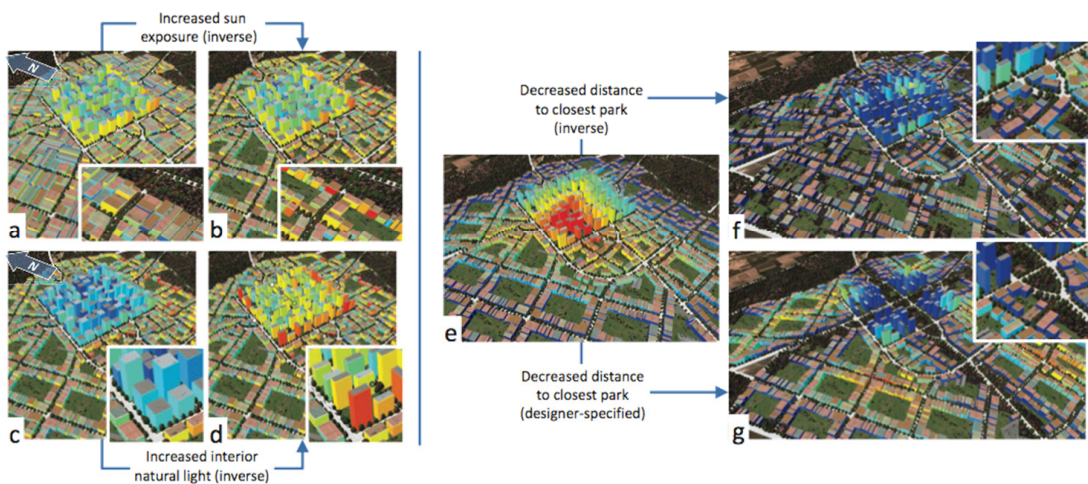 Increased sun
exposure (inverse)
N
a
b
N
c
d
Increased interior
natural light (inverse)
Decreased distance
to closest park
(inverse)
e
Decreased distance
to closest park
(designer-specified)
f
g